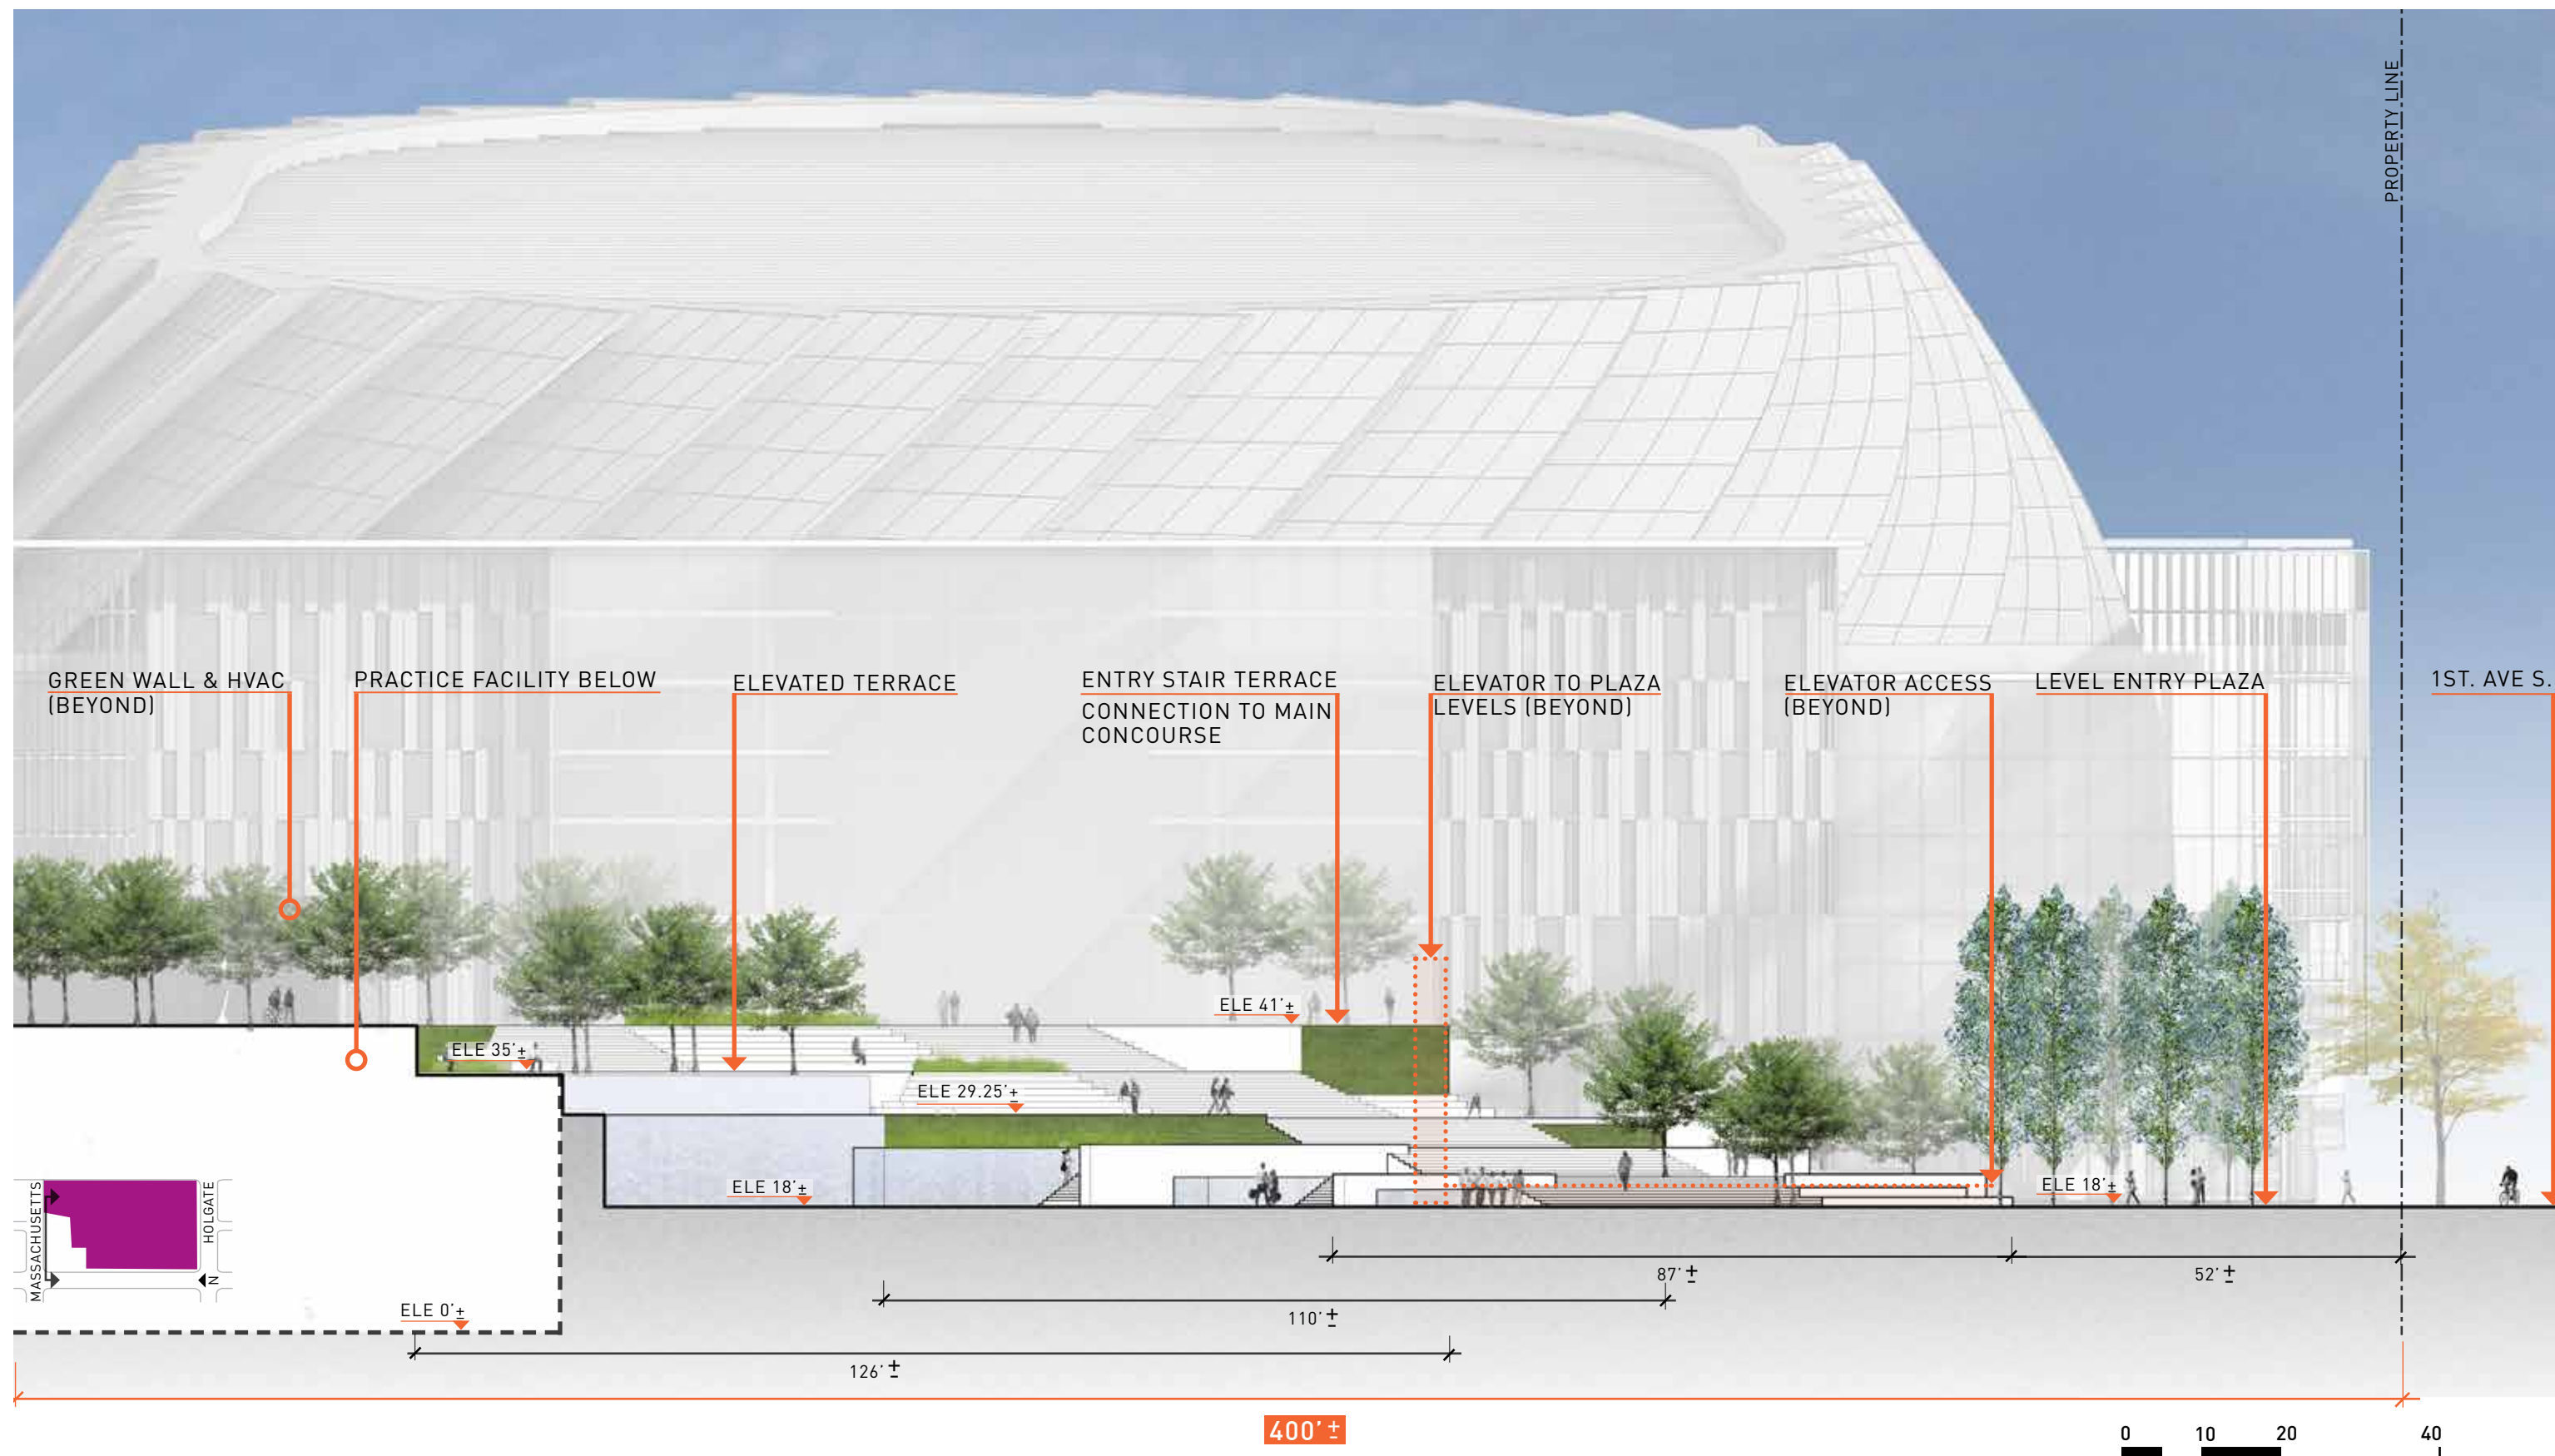 PROPERTY LINE
GREEN WALL & HVAC
(BEYOND)
PRACTICE FACILITY BELOW
ELEVATED TERRACE
ENTRY STAIR TERRACE
CONNECTION TO MAIN
CONCOURSE
ELEVATOR TO PLAZA
LEVELS (BEYOND)
ELEVATOR ACCESS
(BEYOND)
LEVEL ENTRY PLAZA
1ST. AVE S.
ELE 41'±
ELE 35'±
ELE 29.25'±
ELE 18'±
ELE 18'±
MASSACHUSETTS
HOLGATE
N
ELE 0'±
87'±
52'±
110'±
126'±
400'±
0 10 20 40